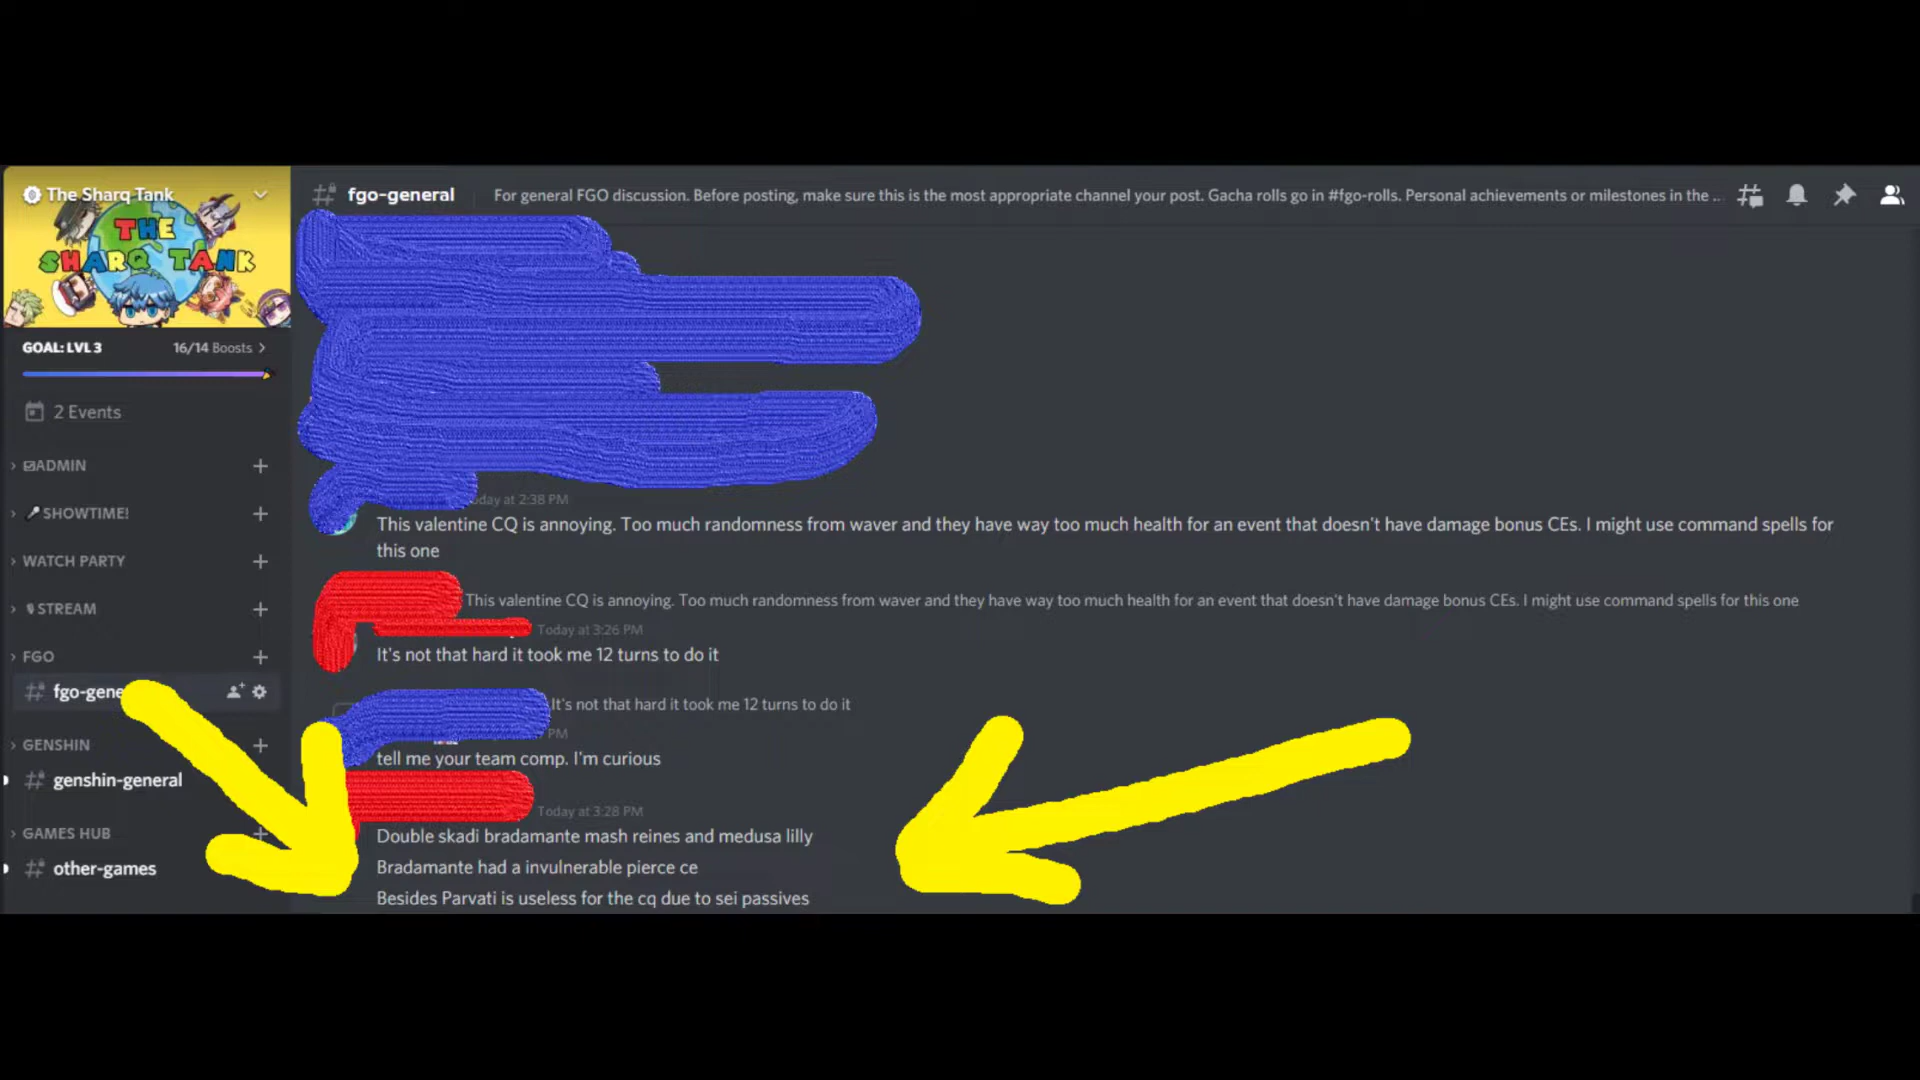 The Sharq Tank
THE
SHARQ TANK
GOAL: LVL 3
16/14 Boosts
2 Events
ADMIN
SHOWTIME!
WATCH PARTY
STREAM
FGO
fgo-gene
GENSHIN
genshin-general
GAMES HUB
other-games
fgo-general
For general FGO discussion. Before posting, make sure this is the most appropriate channel your post. Gacha rolls go in #fgo-rolls. Personal achievements or milestones in the ...
day at 2:38 PM
This valentine CQ is annoying. Too much randomness from waver and they have way too much health for an event that doesn't have damage bonus CEs. I might use command spells for
this one
This valentine CQ is annoying. Too much randomness from waver and they have way too much health for an event that doesn't have damage bonus CEs. I might use command spells for this one
Today at 3:26 PM
It's not that hard it took me 12 turns to do it
It's not that hard it took me 12 turns to do it
PM
tell me your team comp. I'm curious
Today at 3:28 PM
Double skadi bradamante mash reines and medusa lilly
Bradamante had a invulnerable pierce ce
Besides Parvati is useless for the cq due to sei passives